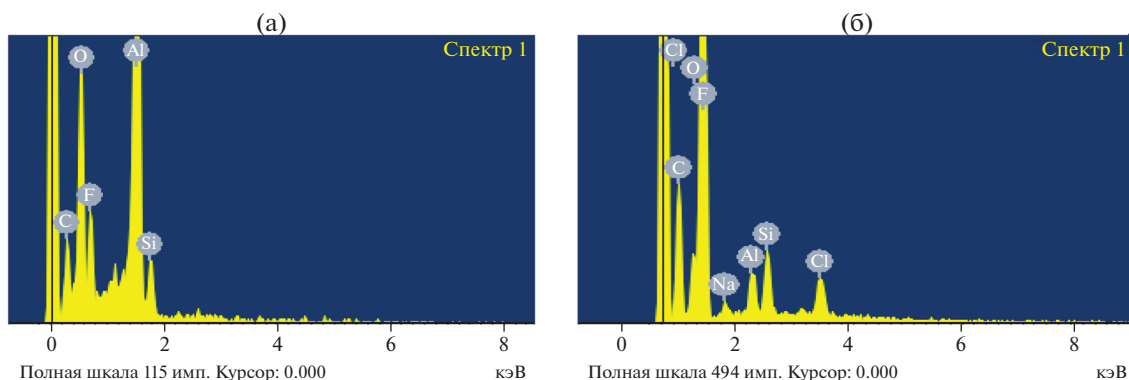 (а)
Спектр 1
O
Al
F
C
Si
0 2 4 6 8
Полная шкала 115 имп. Курсор: 0.000 кэВ
(б)
Спектр 1
Cl
O
F
C
Si
Al
Cl
Na
0 2 4 6 8
Полная шкала 494 имп. Курсор: 0.000 кэВ